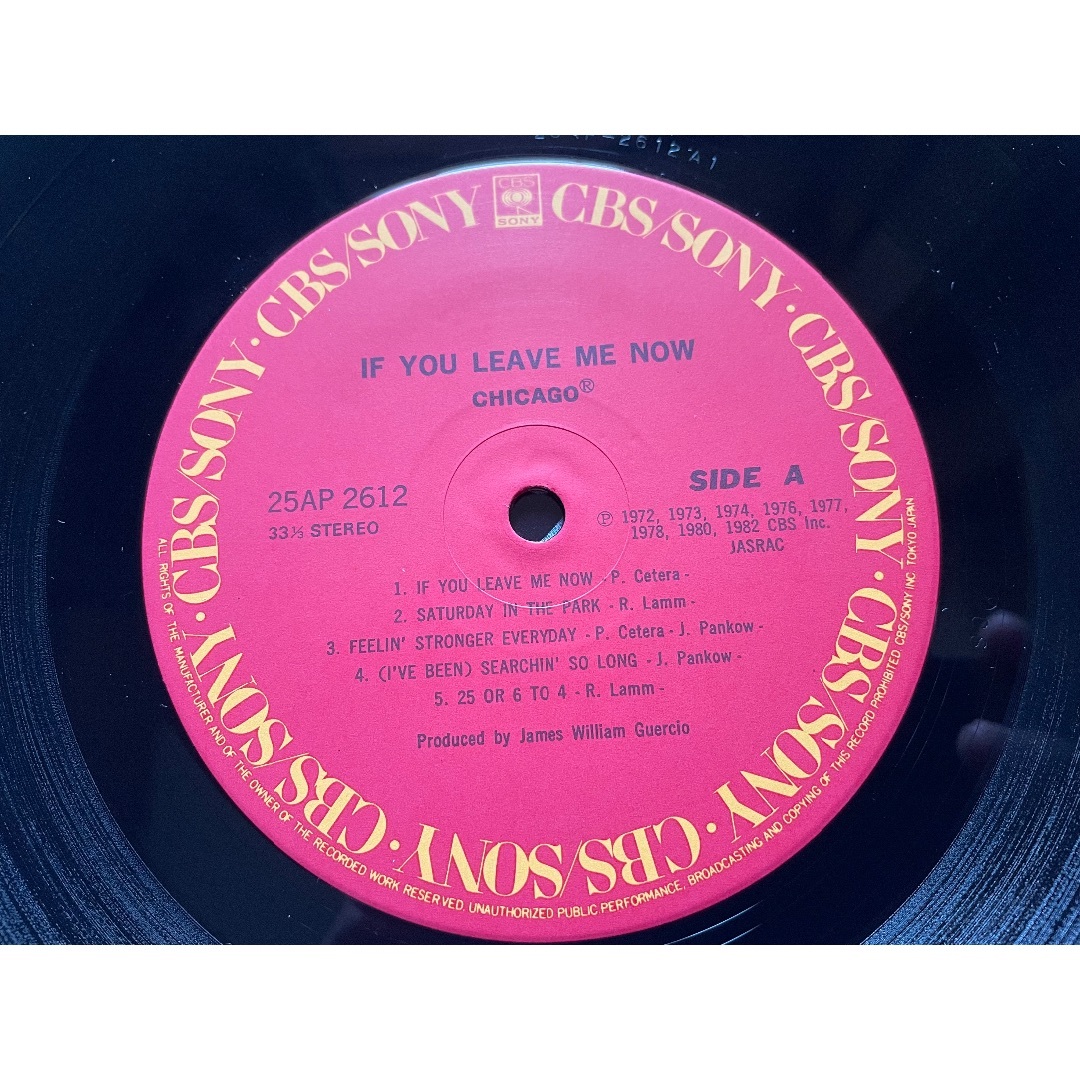 2612 A1
CBS
SONY
CBS/SONY · CBS/SONY · CBS/SONY · CBS/SONY · CBS/SONY · CBS/SONY · CBS/SONY · CBS/SONY
IF YOU LEAVE ME NOW
CHICAGO®
25AP 2612
33⅓ STEREO
SIDE A
Ⓟ 1972, 1973, 1974, 1976, 1977,
1978, 1980, 1982 CBS Inc.
JASRAC
1. IF YOU LEAVE ME NOW - P. Cetera -
2. SATURDAY IN THE PARK - R. Lamm -
3. FEELIN' STRONGER EVERYDAY - P. Cetera - J. Pankow -
4. (I'VE BEEN) SEARCHIN' SO LONG - J. Pankow -
5. 25 OR 6 TO 4 - R. Lamm -
Produced by James William Guercio
ALL RIGHTS OF THE MANUFACTURER AND OF THE OWNER OF THE RECORDED WORK RESERVED. UNAUTHORIZED PUBLIC PERFORMANCE, BROADCASTING AND COPYING OF THIS RECORD PROHIBITED CBS/SONY INC. TOKYO JAPAN